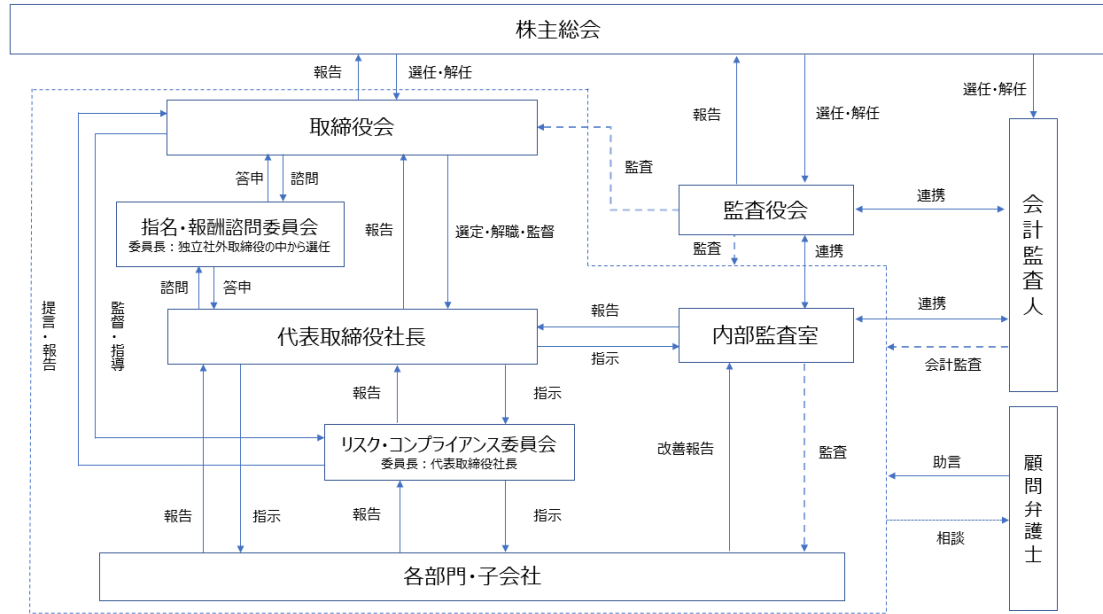 株主総会
報告
選任・解任
報告
選任・解任
選任・解任
取締役会
監査
答申
諮問
指名・報酬諮問委員会
委員長：独立社外取締役の中から選任
報告
選定・解職・監督
監査役会
連携
会計監査人
監査
連携
諮問
答申
提言・報告
監督・指導
代表取締役社長
報告
指示
内部監査室
連携
会計監査
報告
指示
リスク・コンプライアンス委員会
委員長：代表取締役社長
改善報告
監査
助言
顧問弁護士
相談
報告
指示
報告
指示
各部門・子会社